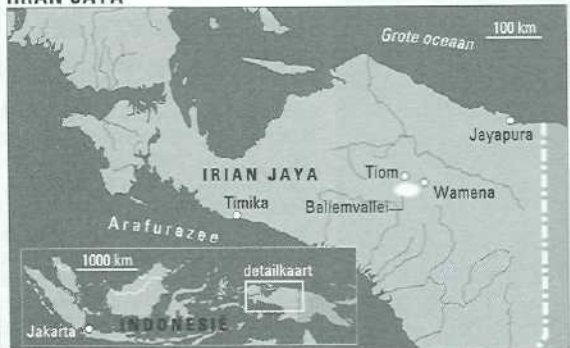 IRIAN JAYA
Grote oceaan
100 km
Jayapura
IRIAN JAYA
Tiom
Wamena
Timika
Baliemvallei
Arafurazee
1000 km
detailkaart
Jakarta
INDONESIË